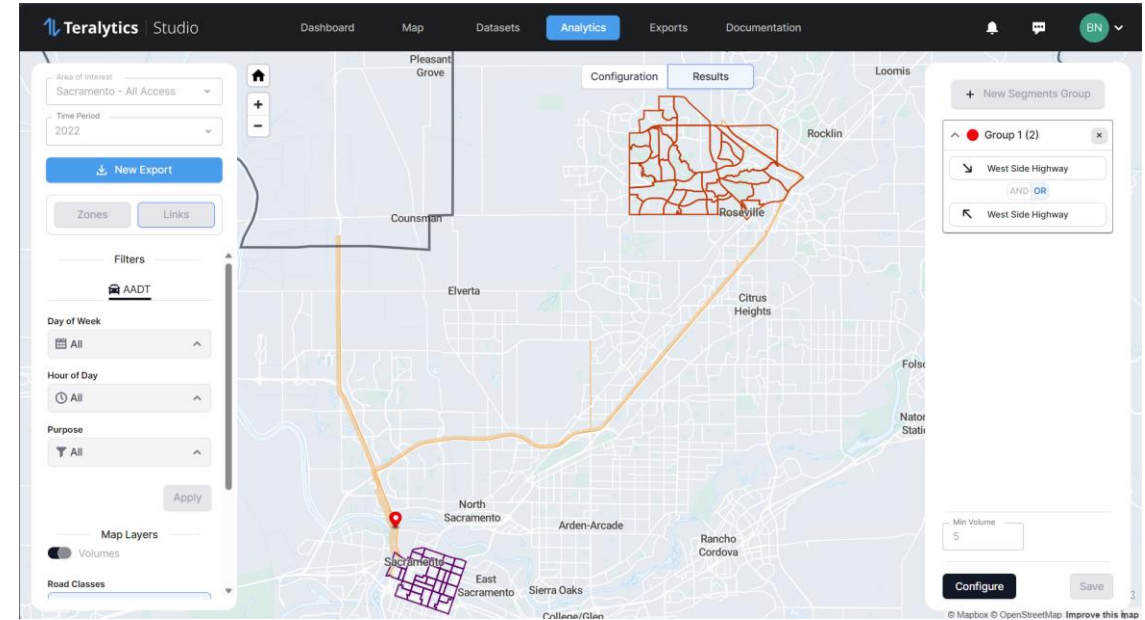 Teralytics | Studio
Dashboard
Map
Datasets
Analytics
Exports
Documentation
BN
Area of interest
Sacramento - All Access
Time Period
2022
New Export
Zones
Links
Filters
AADT
Day of Week
All
Hour of Day
All
Purpose
All
Apply
Map Layers
Volumes
Road Classes
+
−
Configuration
Results
Pleasant
Grove
Loomis
Rocklin
Counsman
Roseville
Elverta
Citrus
Heights
North
Sacramento
Arden-Arcade
Rancho
Cordova
Sacramento
East
Sacramento
Sierra Oaks
College/Glen
+ New Segments Group
Group 1 (2)
×
West Side Highway
AND OR
West Side Highway
Min Volume
5
Configure
Save
3
© Mapbox © OpenStreetMap Improve this map